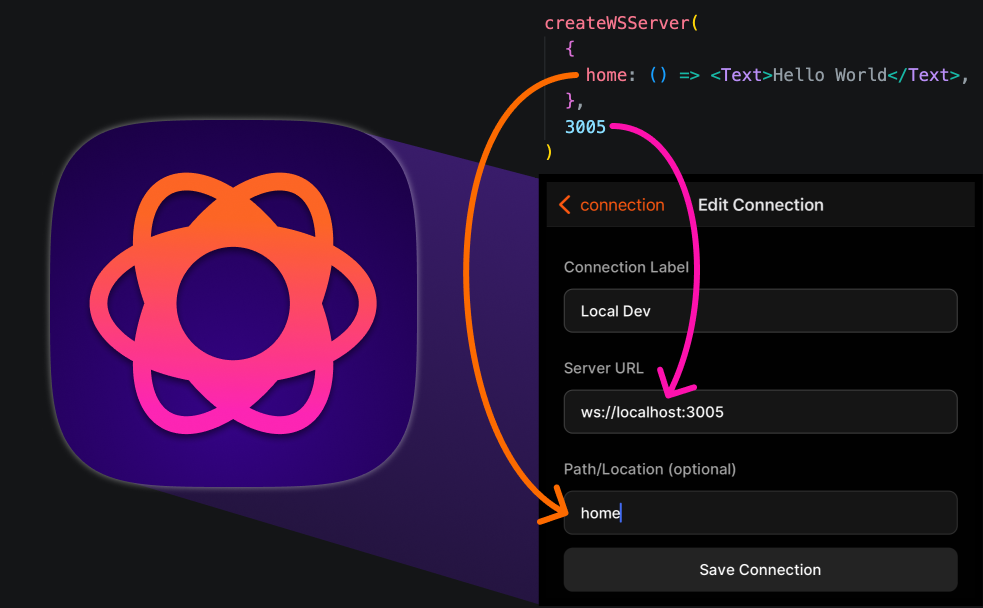 createWSServer(
{
home: () => <Text>Hello World</Text>,
},
3005
)
connection
Edit Connection
Connection Label
Local Dev
Server URL
ws://localhost:3005
Path/Location (optional)
home
Save Connection